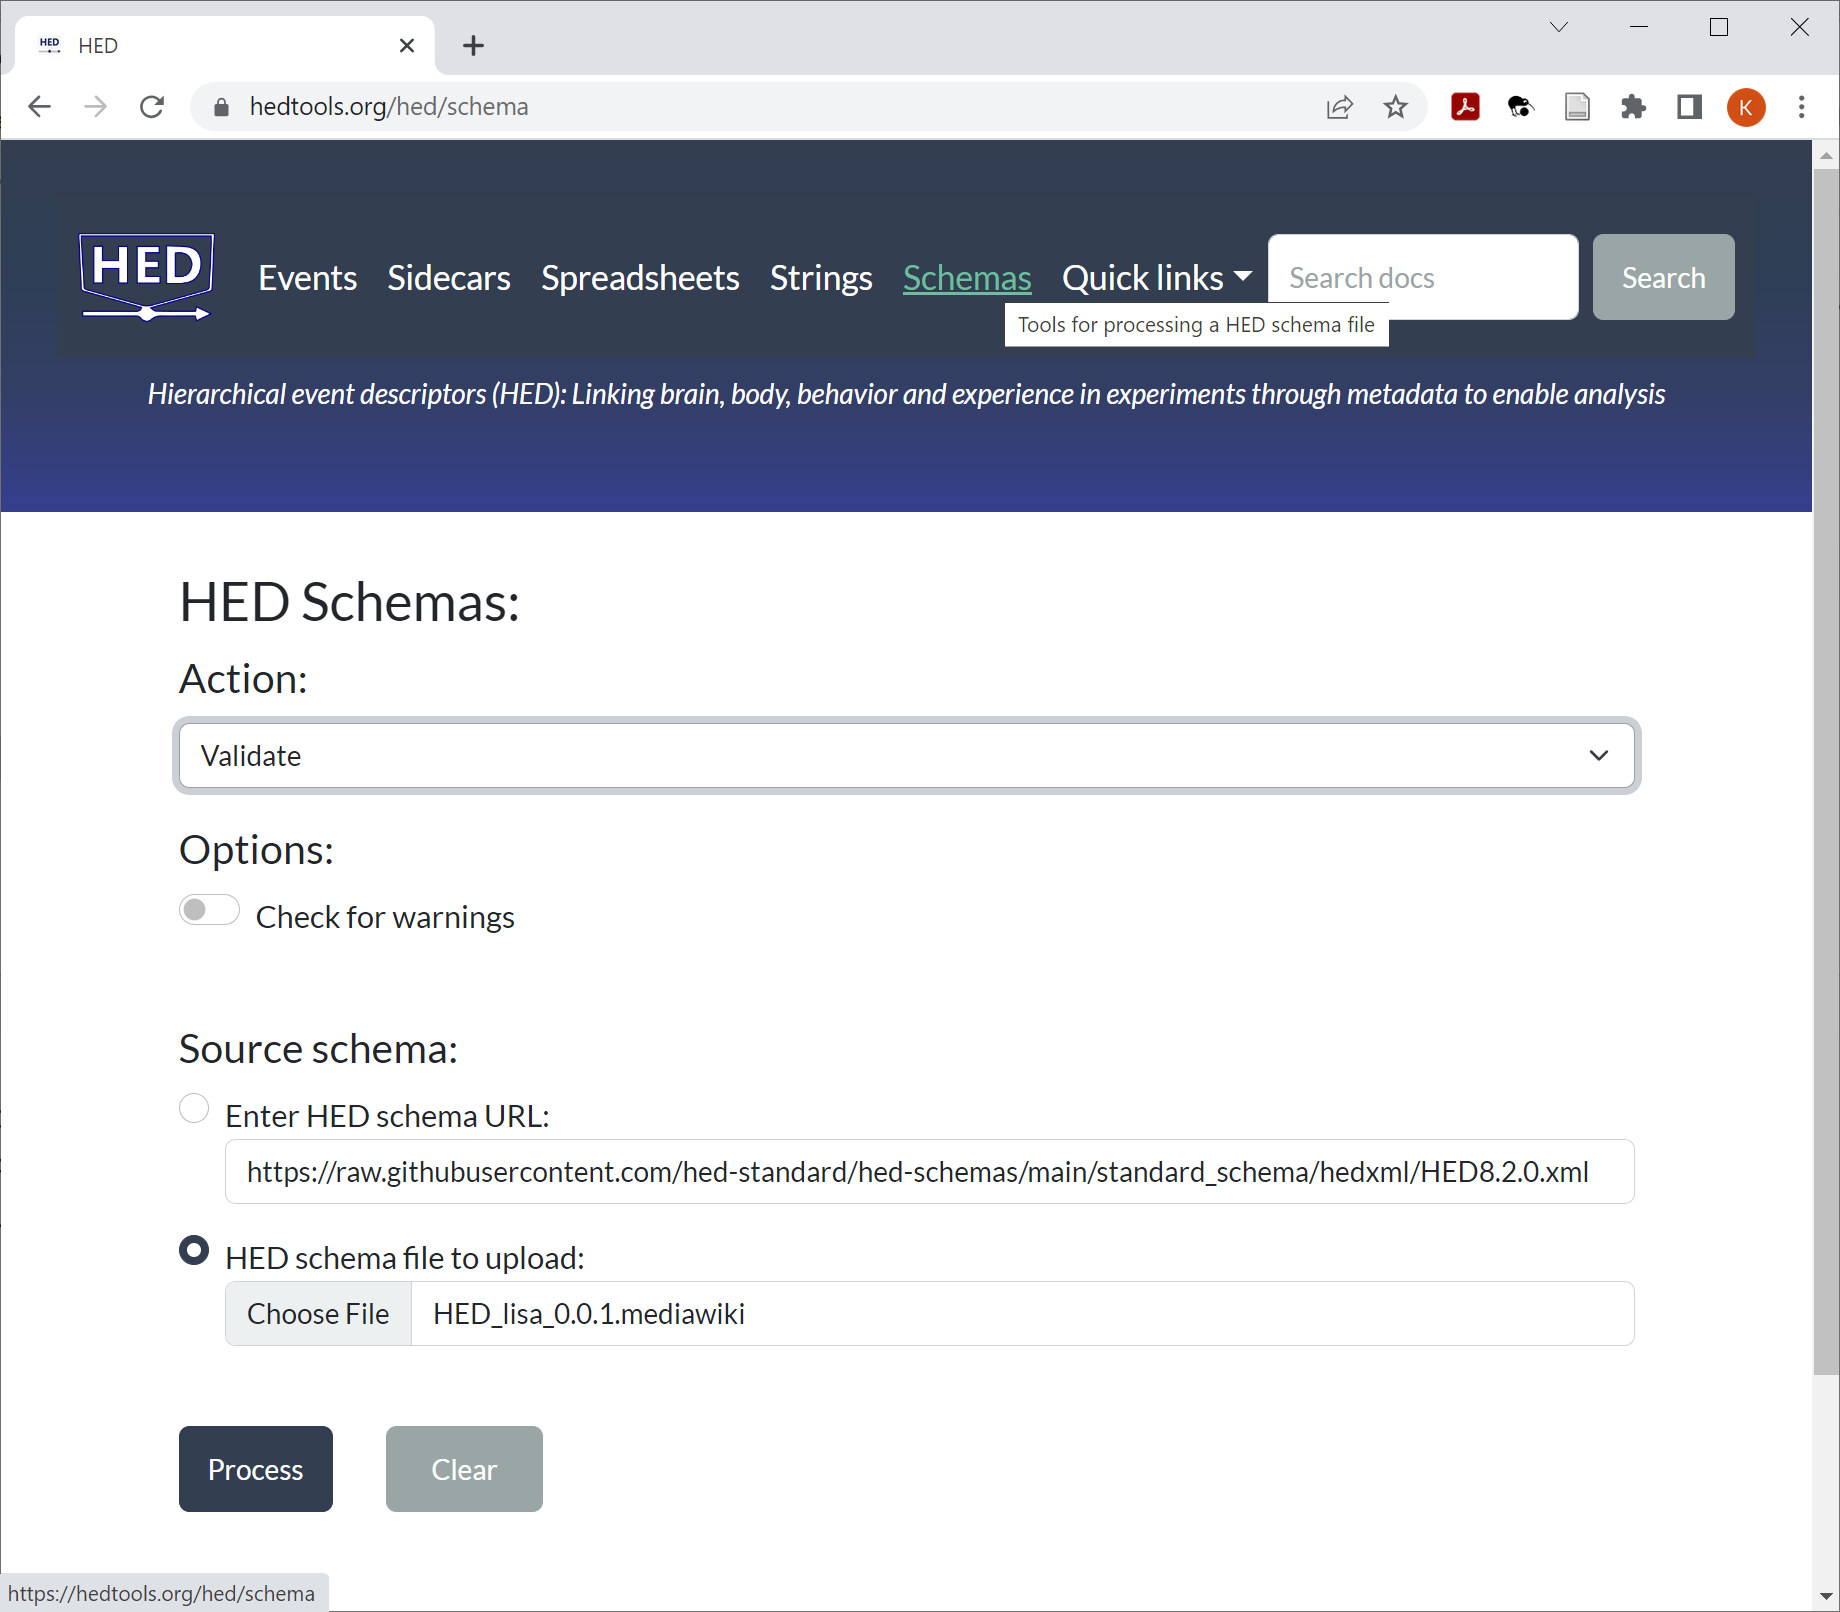 HED
HED
hedtools.org/hed/schema
K
HED
Events
Sidecars
Spreadsheets
Strings
Schemas
Quick links
Search docs
Search
Tools for processing a HED schema file
Hierarchical event descriptors (HED): Linking brain, body, behavior and experience in experiments through metadata to enable analysis
HED Schemas:
Action:
Validate
Options:
Check for warnings
Source schema:
Enter HED schema URL:
https://raw.githubusercontent.com/hed-standard/hed-schemas/main/standard_schema/hedxml/HED8.2.0.xml
HED schema file to upload:
Choose File
HED_lisa_0.0.1.mediawiki
Process
Clear
https://hedtools.org/hed/schema